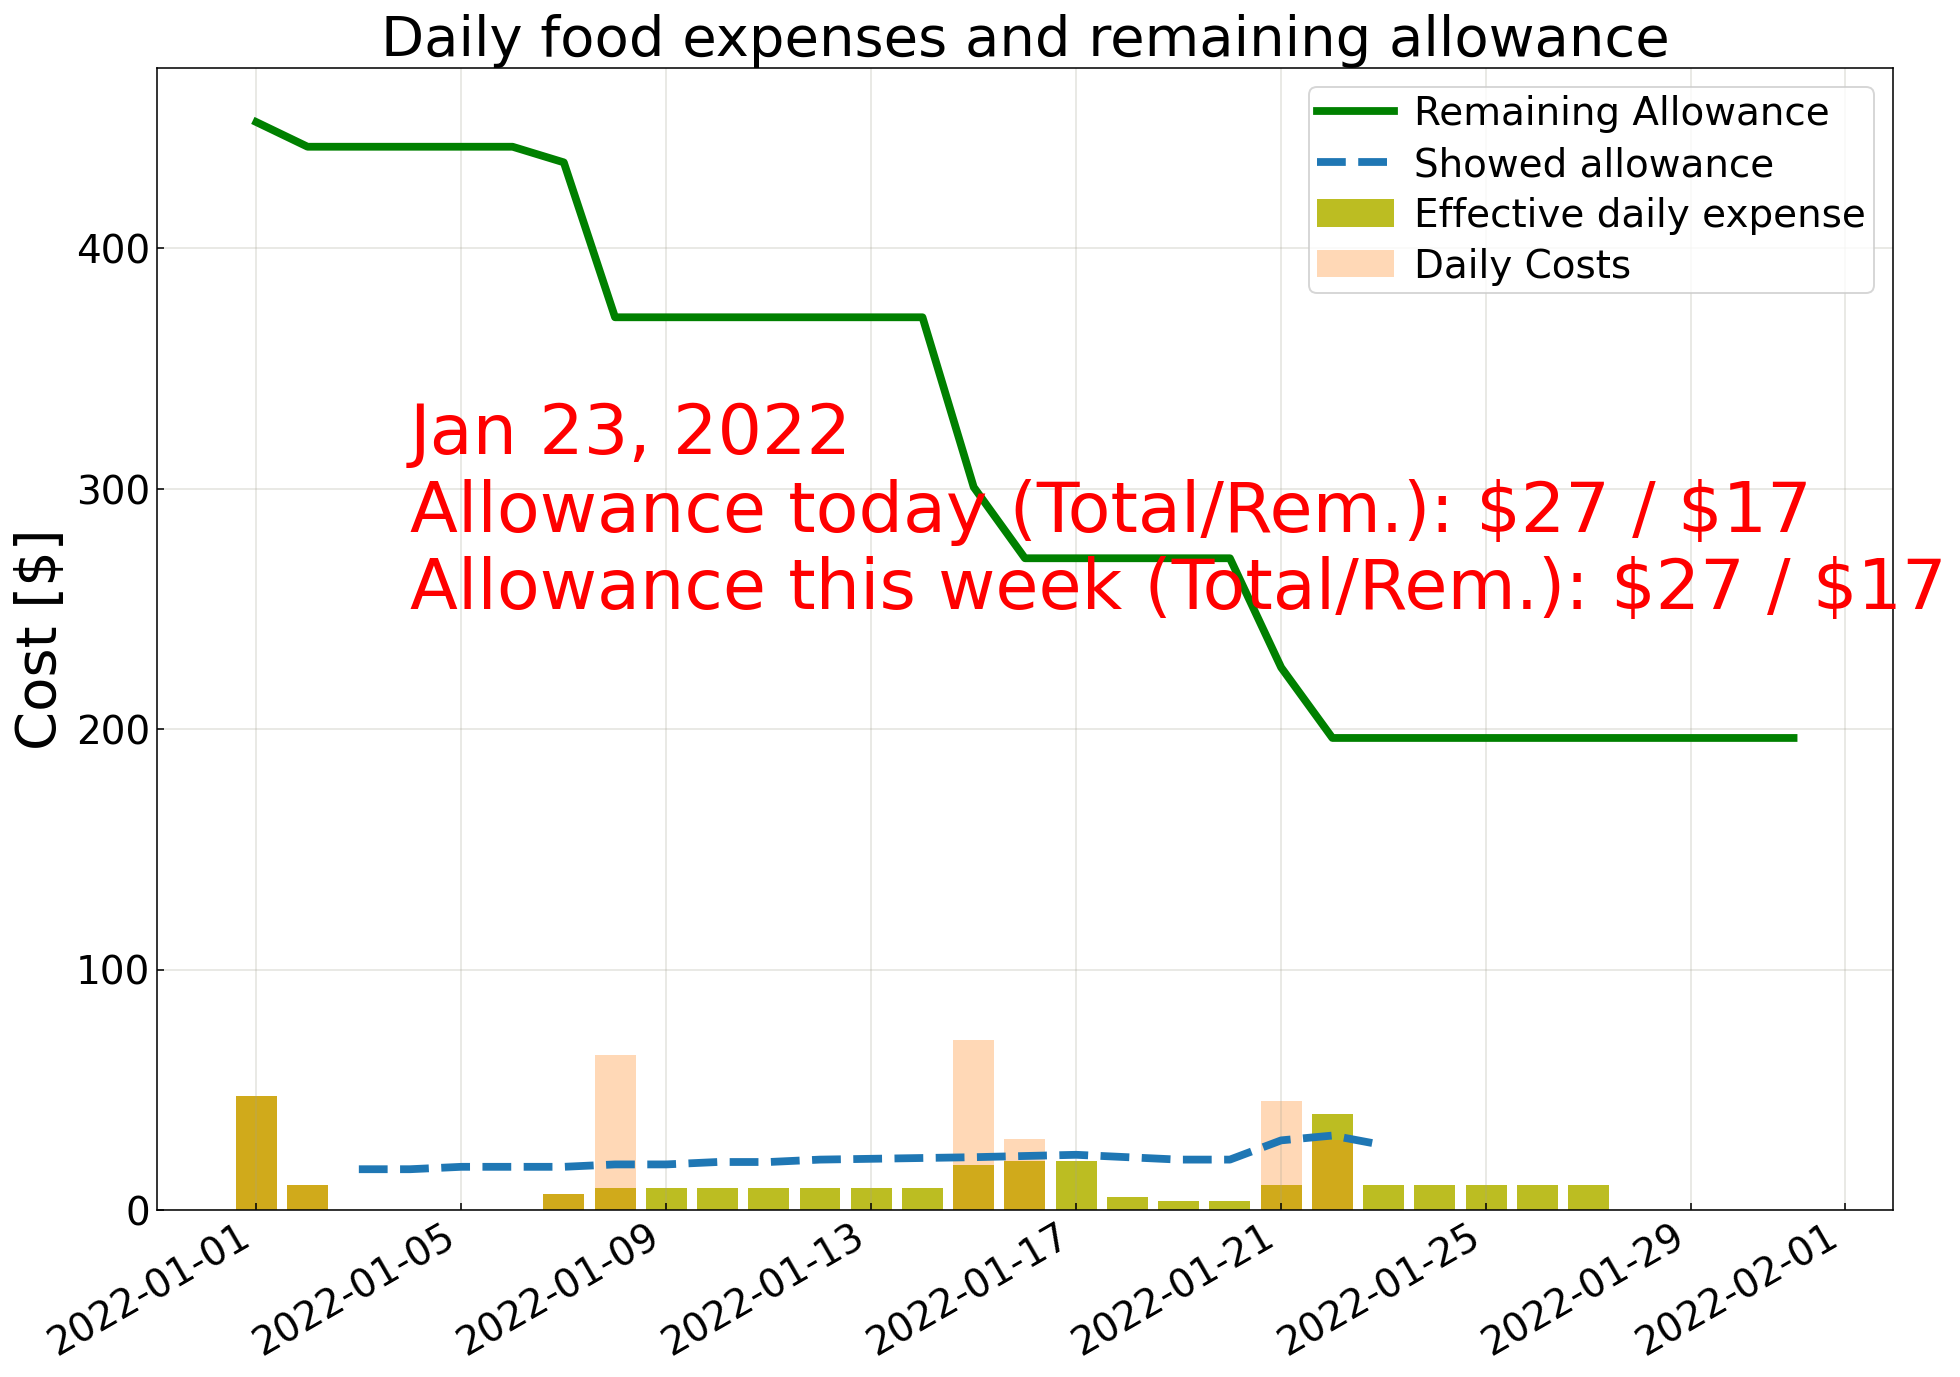 Daily food expenses and remaining allowance
Remaining Allowance
Showed allowance
Effective daily expense
Daily Costs
Jan 23, 2022
Allowance today (Total/Rem.): $27 / $17
Allowance this week (Total/Rem.): $27 / $17
Cost [$]
400
300
200
100
0
2022-01-01
2022-01-05
2022-01-09
2022-01-13
2022-01-17
2022-01-21
2022-01-25
2022-01-29
2022-02-01